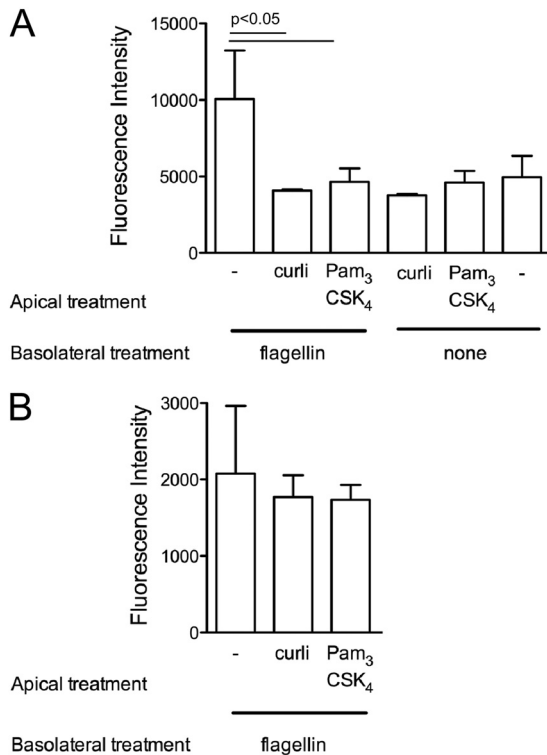 A
p<0.05
Fluorescence Intensity
15000
10000
5000
0
- curli Pam3 curli Pam3 -
CSK4 CSK4
Apical treatment
Basolateral treatment flagellin none
B
Fluorescence Intensity
3000
2000
1000
0
- curli Pam3
CSK4
Apical treatment
Basolateral treatment flagellin